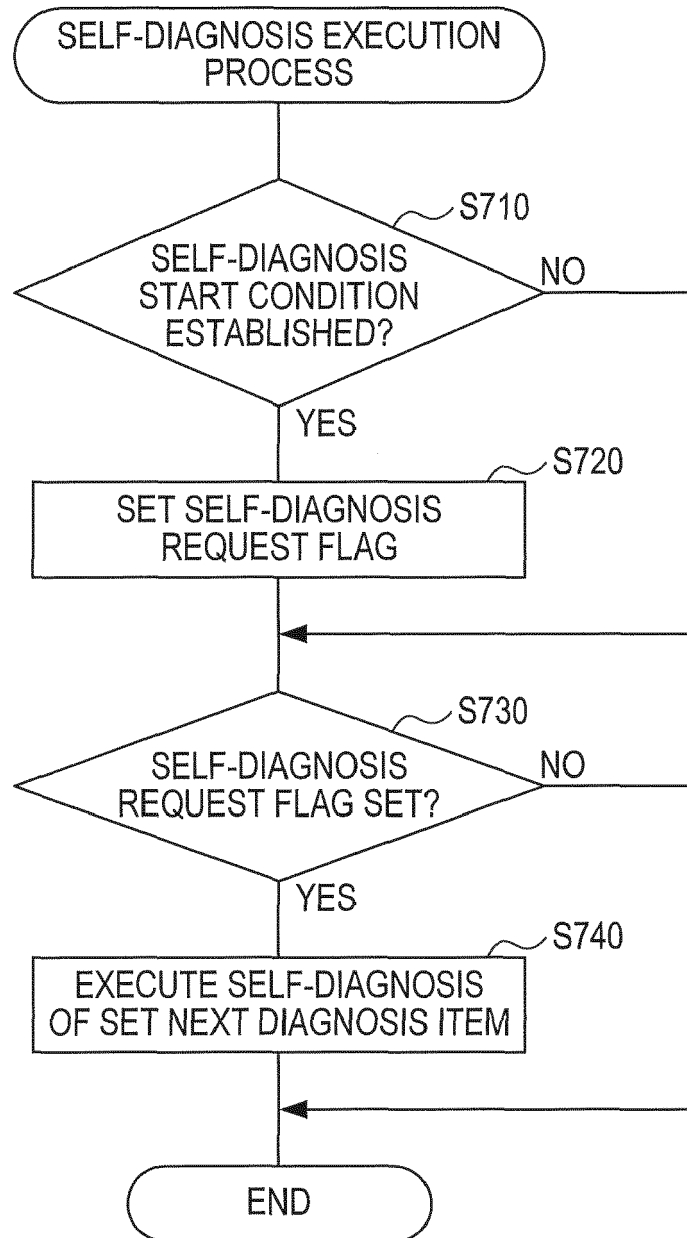 SELF-DIAGNOSIS EXECUTION
PROCESS
S710
SELF-DIAGNOSIS
START CONDITION
ESTABLISHED?
NO
YES
S720
SET SELF-DIAGNOSIS
REQUEST FLAG
S730
SELF-DIAGNOSIS
REQUEST FLAG SET?
NO
YES
S740
EXECUTE SELF-DIAGNOSIS
OF SET NEXT DIAGNOSIS ITEM
END